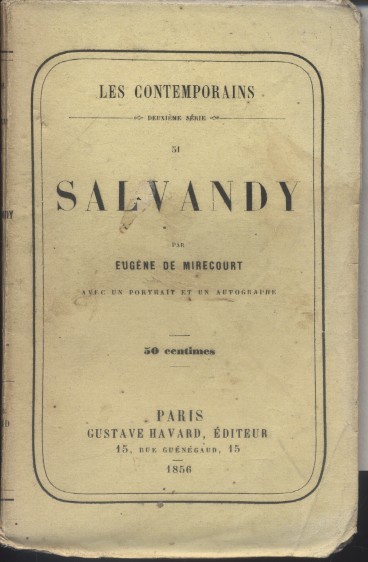 LES CONTEMPORAINS
DEUXIÈME SÉRIE
51
SALVANDY
PAR
EUGÈNE DE MIRECOURT
AVEC UN PORTRAIT ET UN AUTOGRAPHE
50 centimes
PARIS
GUSTAVE HAVARD, ÉDITEUR
15, RUE GUÉNÉGAUD, 15
1856